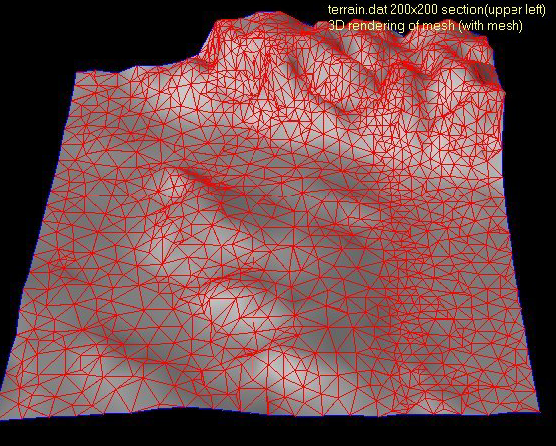 terrain.dat 200x200 section(upper left)
3D rendering of mesh (with mesh)